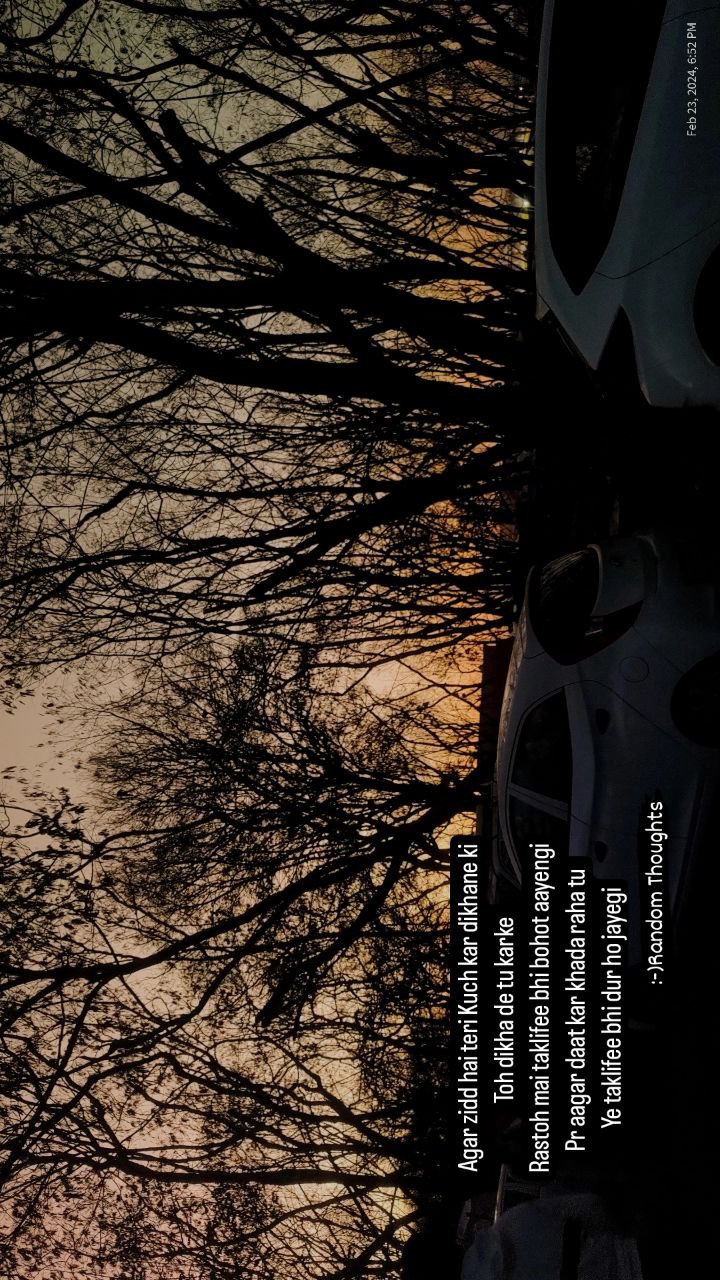 Agar zidd hai teri Kuch kar dikhane ki
Toh dikha de tu karke
Rastoh mai taklifee bhi bohot aayengi
Pr aagar daat kar khada raha tu
Ye taklifee bhi dur ho jayegi
:-)Random Thoughts
Feb 23, 2024, 6:52 PM